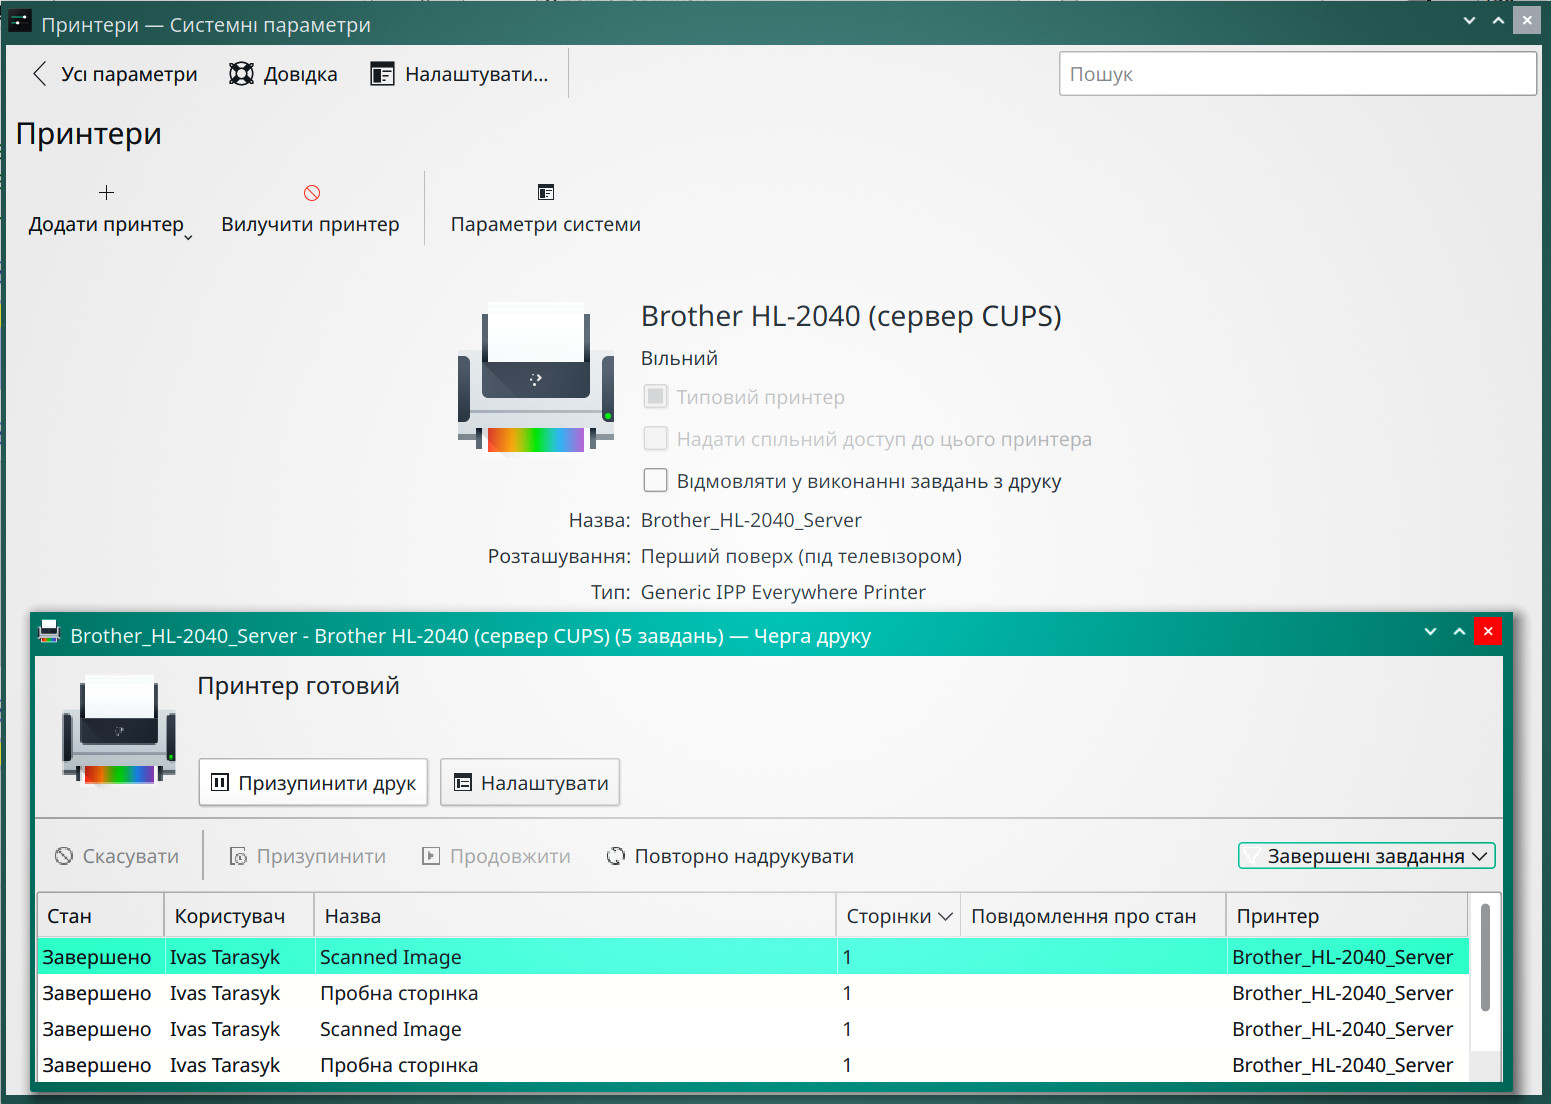 Принтери — Системні параметри
Усі параметри Довідка Налаштувати... Пошук
Принтери
Додати принтер Вилучити принтер Параметри системи
Brother HL-2040 (сервер CUPS)
Вільний
Типовий принтер
Надати спільний доступ до цього принтера
Відмовляти у виконанні завдань з друку
Назва: Brother_HL-2040_Server
Розташування: Перший поверх (під телевізором)
Тип: Generic IPP Everywhere Printer
Brother_HL-2040_Server - Brother HL-2040 (сервер CUPS) (5 завдань) — Черга друку
Принтер готовий
Призупинити друк Налаштувати
Скасувати Призупинити Продовжити Повторно надрукувати Завершені завдання
Стан Користувач Назва Сторінки Повідомлення про стан Принтер
Завершено Ivas Tarasyk Scanned Image 1 Brother_HL-2040_Server
Завершено Ivas Tarasyk Пробна сторінка 1 Brother_HL-2040_Server
Завершено Ivas Tarasyk Scanned Image 1 Brother_HL-2040_Server
Завершено Ivas Tarasyk Пробна сторінка 1 Brother_HL-2040_Server